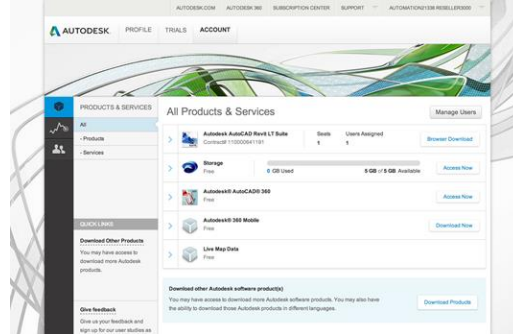 AUTODESK.COM AUTODESK 360 SUBSCRIPTION CENTER SUPPORT AUTOMATION21338 RESELLER3000
AUTODESK. PROFILE TRIALS ACCOUNT
PRODUCTS & SERVICES
All
- Products
- Services
QUICK LINKS
Download Other Products
You may have access to
download more Autodesk
products.
Give feedback
Give us your feedback and
sign up for our user studies as
All Products & Services Manage Users
Autodesk AutoCAD Revit LT Suite Seats Users Assigned Browse Download
Contract# 110000641191 1 1
Storage
Free 0 GB Used 5 GB of 5 GB Available Access Now
Autodesk® AutoCAD® 360
Free Access Now
Autodesk® 360 Mobile
Free Download Now
Live Map Data
Free
Download other Autodesk software product(s)
You may have access to download more Autodesk software products. You may also have
the ability to download those Autodesk products in different languages.
Download Products